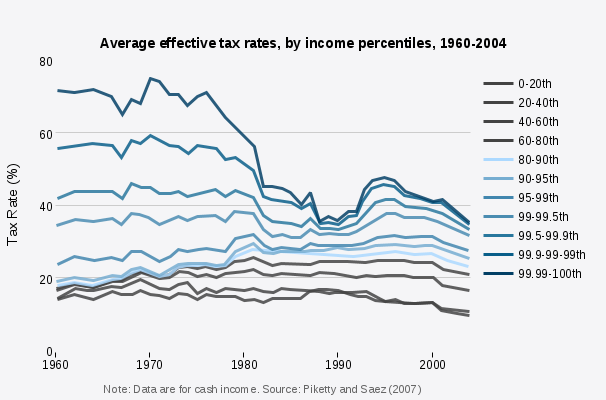 Average effective tax rates, by income percentiles, 1960-2004
80
60
40
20
0
Tax Rate (%)
1960
1970
1980
1990
2000
0-20th
20-40th
40-60th
60-80th
80-90th
90-95th
95-99th
99-99.5th
99.5-99.9th
99.9-99-99th
99.99-100th
Note: Data are for cash income. Source: Piketty and Saez (2007)